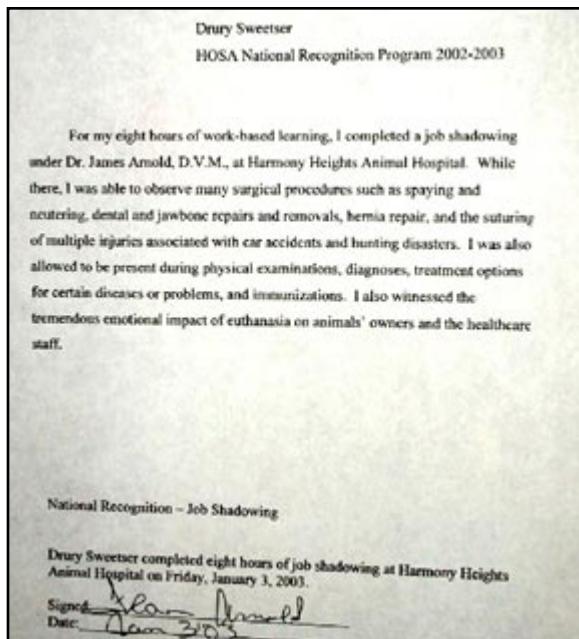 Drury Sweetser
HOSA National Recognition Program 2002-2003
For my eight hours of work-based learning, I completed a job shadowing
under Dr. James Arnold, D.V.M., at Harmony Heights Animal Hospital. While
there, I was able to observe many surgical procedures such as spaying and
neutering, dental and jawbone repairs and removals, hernia repair, and the suturing
of multiple injuries associated with car accidents and hunting disasters. I was also
allowed to be present during physical examinations, diagnoses, treatment options
for certain diseases or problems, and immunizations. I also witnessed the
tremendous emotional impact of euthanasia on animals' owners and the healthcare
staff.
National Recognition – Job Shadowing
Drury Sweetser completed eight hours of job shadowing at Harmony Heights
Animal Hospital on Friday, January 3, 2003.
Signed Arnold
Date: Jan 3'03